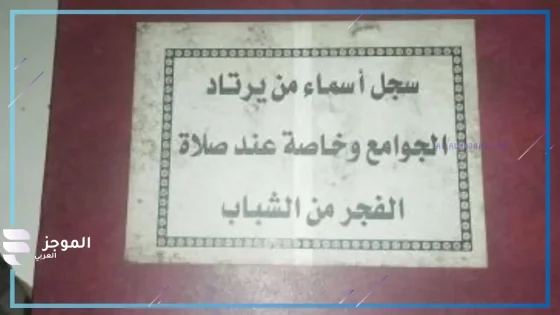 سجل أسماء من يرتاد
الجوامع وخاصة عند صلاة
الفجر من الشباب
الموجز
العربي